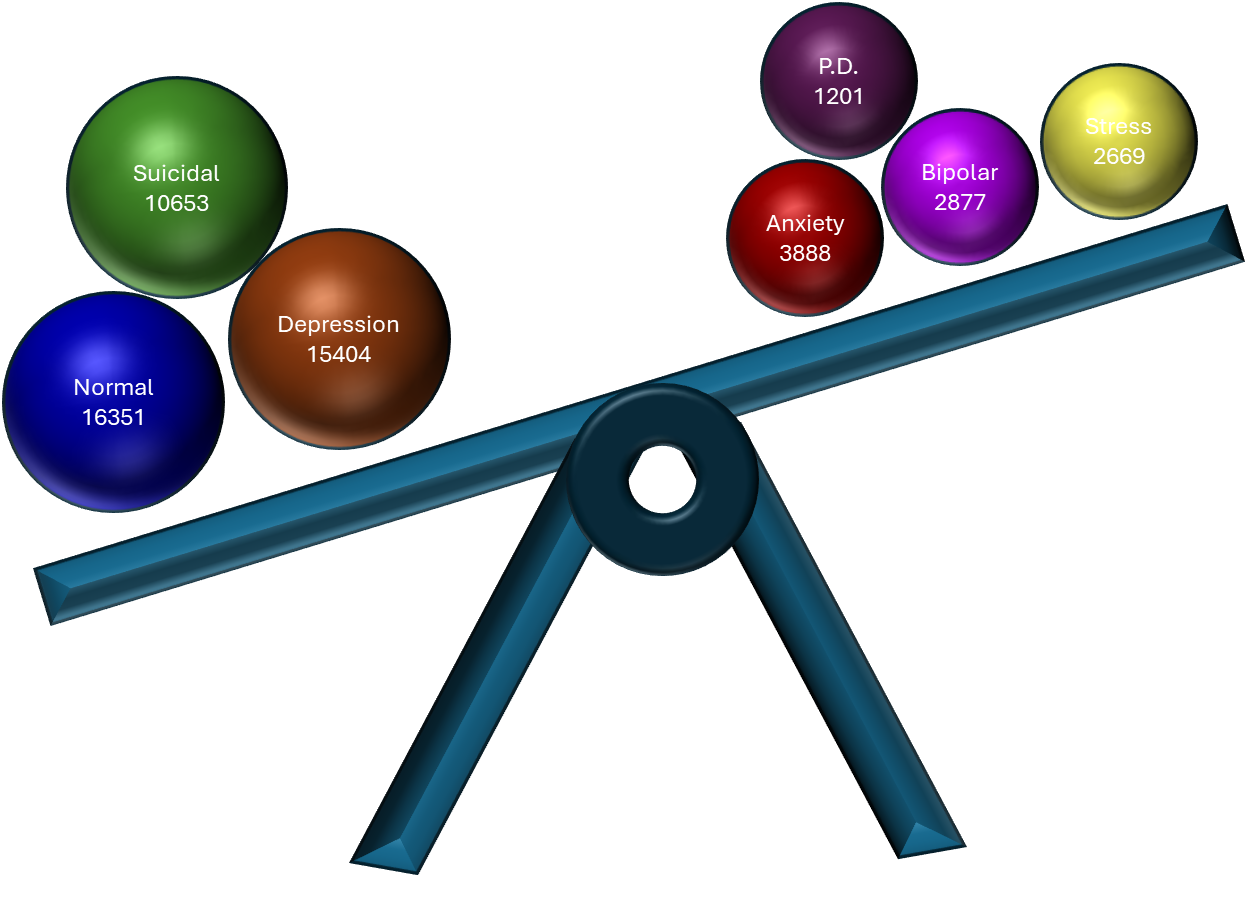 Suicidal
10653
Normal
16351
Depression
15404
P.D.
1201
Anxiety
3888
Bipolar
2877
Stress
2669